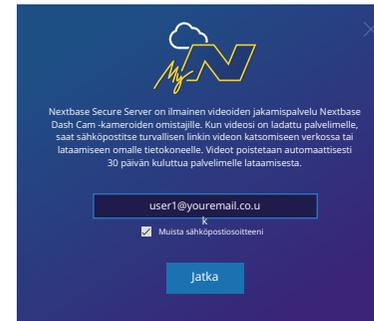 My N
Nextbase Secure Server on ilmainen videoiden jakamispalvelu Nextbase
Dash Cam -kameroiden omistajille. Kun videosi on ladattu palvelimelle,
saat sähköpostitse turvallisen linkin videon katsomiseen verkossa tai
lataamiseen omalle tietokoneelle. Videot poistetaan automaattisesti
30 päivän kuluttua palvelimelle lataamisesta.
user1@youremail.co.u
k
Muista sähköpostiosoitteeni
Jatka